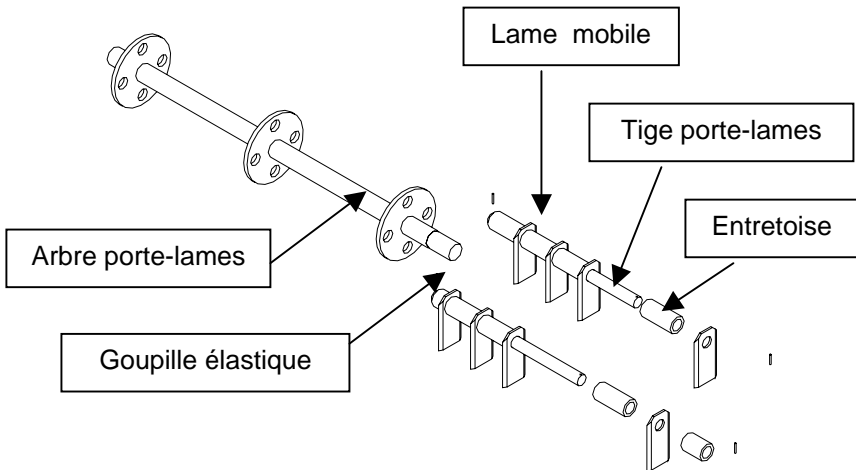 Lame mobile
Tige porte-lames
Entretoise
Arbre porte-lames
Goupille élastique